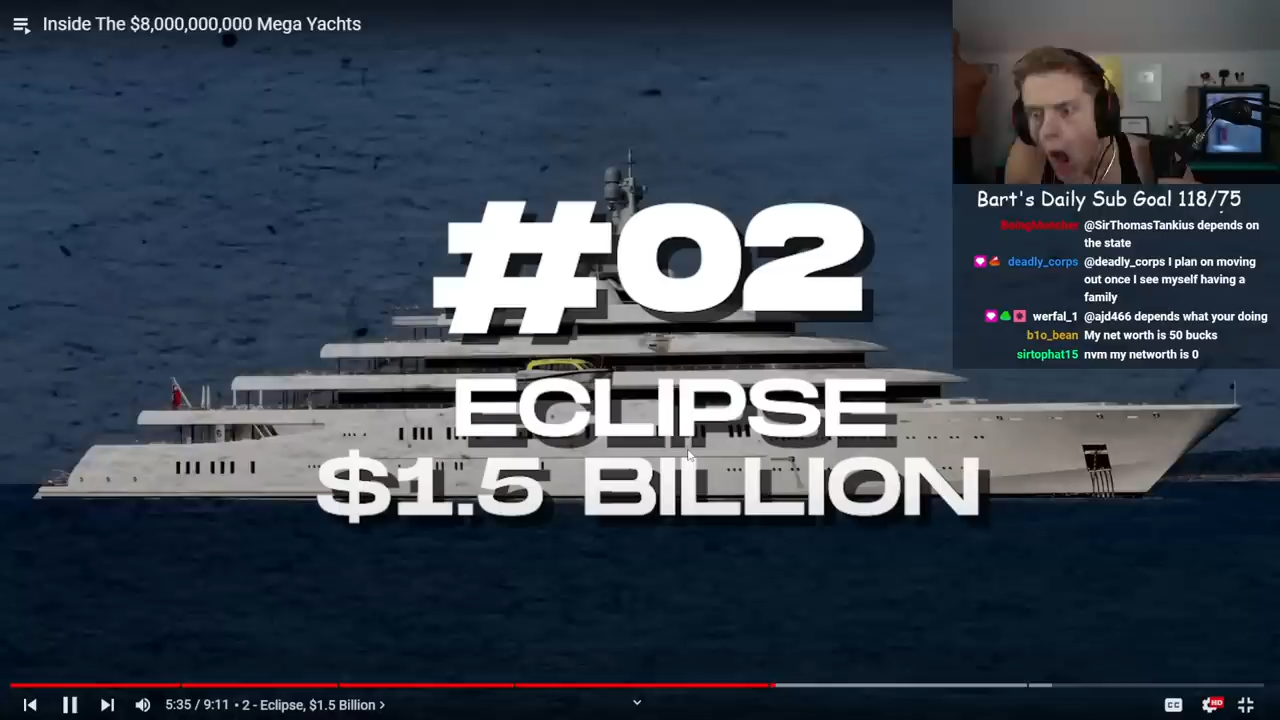 Inside The $8,000,000,000 Mega Yachts
#02
ECLIPSE
$1.5 BILLION
Bart's Daily Sub Goal 118/75
@SirThomasTankius depends on
the state
deadly_corps @deadly_corps I plan on moving
out once I see myself having a
family
werfal_1 @ajd466 depends what your doing
b1o_bean My net worth is 50 bucks
sirtophat15 nvm my networth is 0
5:35 / 9:11 • 2 - Eclipse, $1.5 Billion >
CC
HD